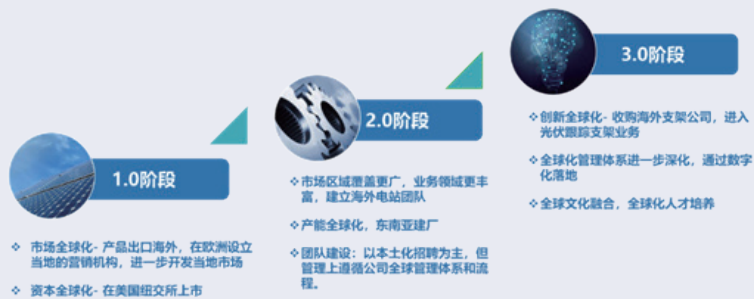 1.0阶段
❖ 市场全球化- 产品出口海外，在欧洲设立
当地的营销机构，进一步开发当地市场
❖ 资本全球化- 在美国纽交所上市
2.0阶段
❖市场区域覆盖更广，业务领域更丰
富，建立海外电站团队
❖产能全球化，东南亚建厂
❖团队建设：以本土化招聘为主，但
管理上遵循公司全球管理体系和流
程。
3.0阶段
❖创新全球化- 收购海外支架公司，进入
光伏跟踪支架业务
❖全球化管理体系进一步深化，通过数字
化落地
❖全球文化融合，全球化人才培养